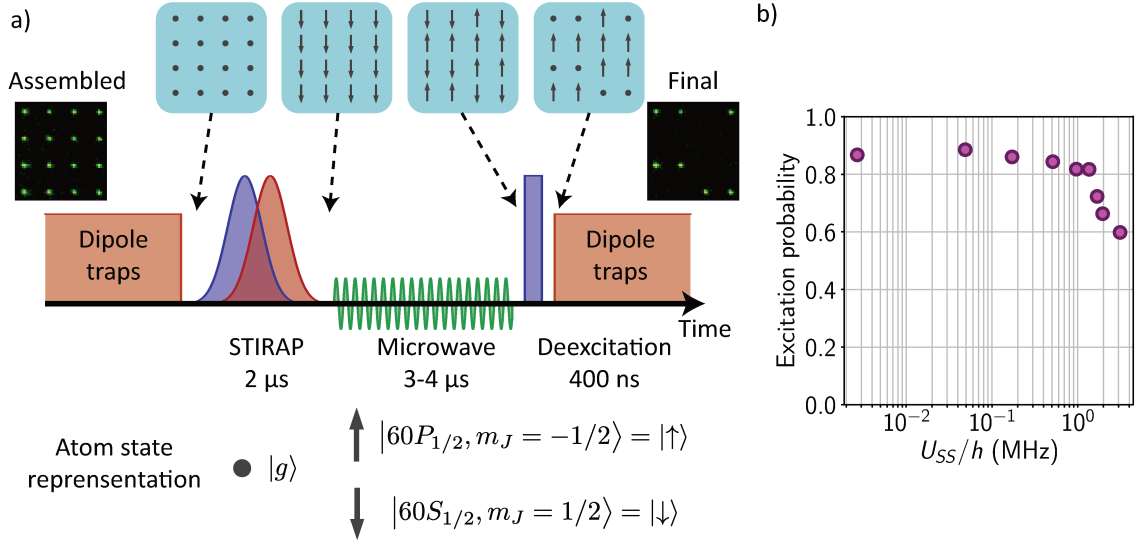 a)
Assembled
Final
Dipole
traps
Dipole
traps
Time
STIRAP
2 µs
Microwave
3-4 µs
Deexcitation
400 ns
Atom state
reprensentation
|g⟩
|60P1/2, mJ = −1/2⟩ = |↑⟩
|60S1/2, mJ = 1/2⟩ = |↓⟩
b)
Excitation probability
1.0
0.8
0.6
0.4
0.2
0.0
10−2
10−1
100
USS/h (MHz)